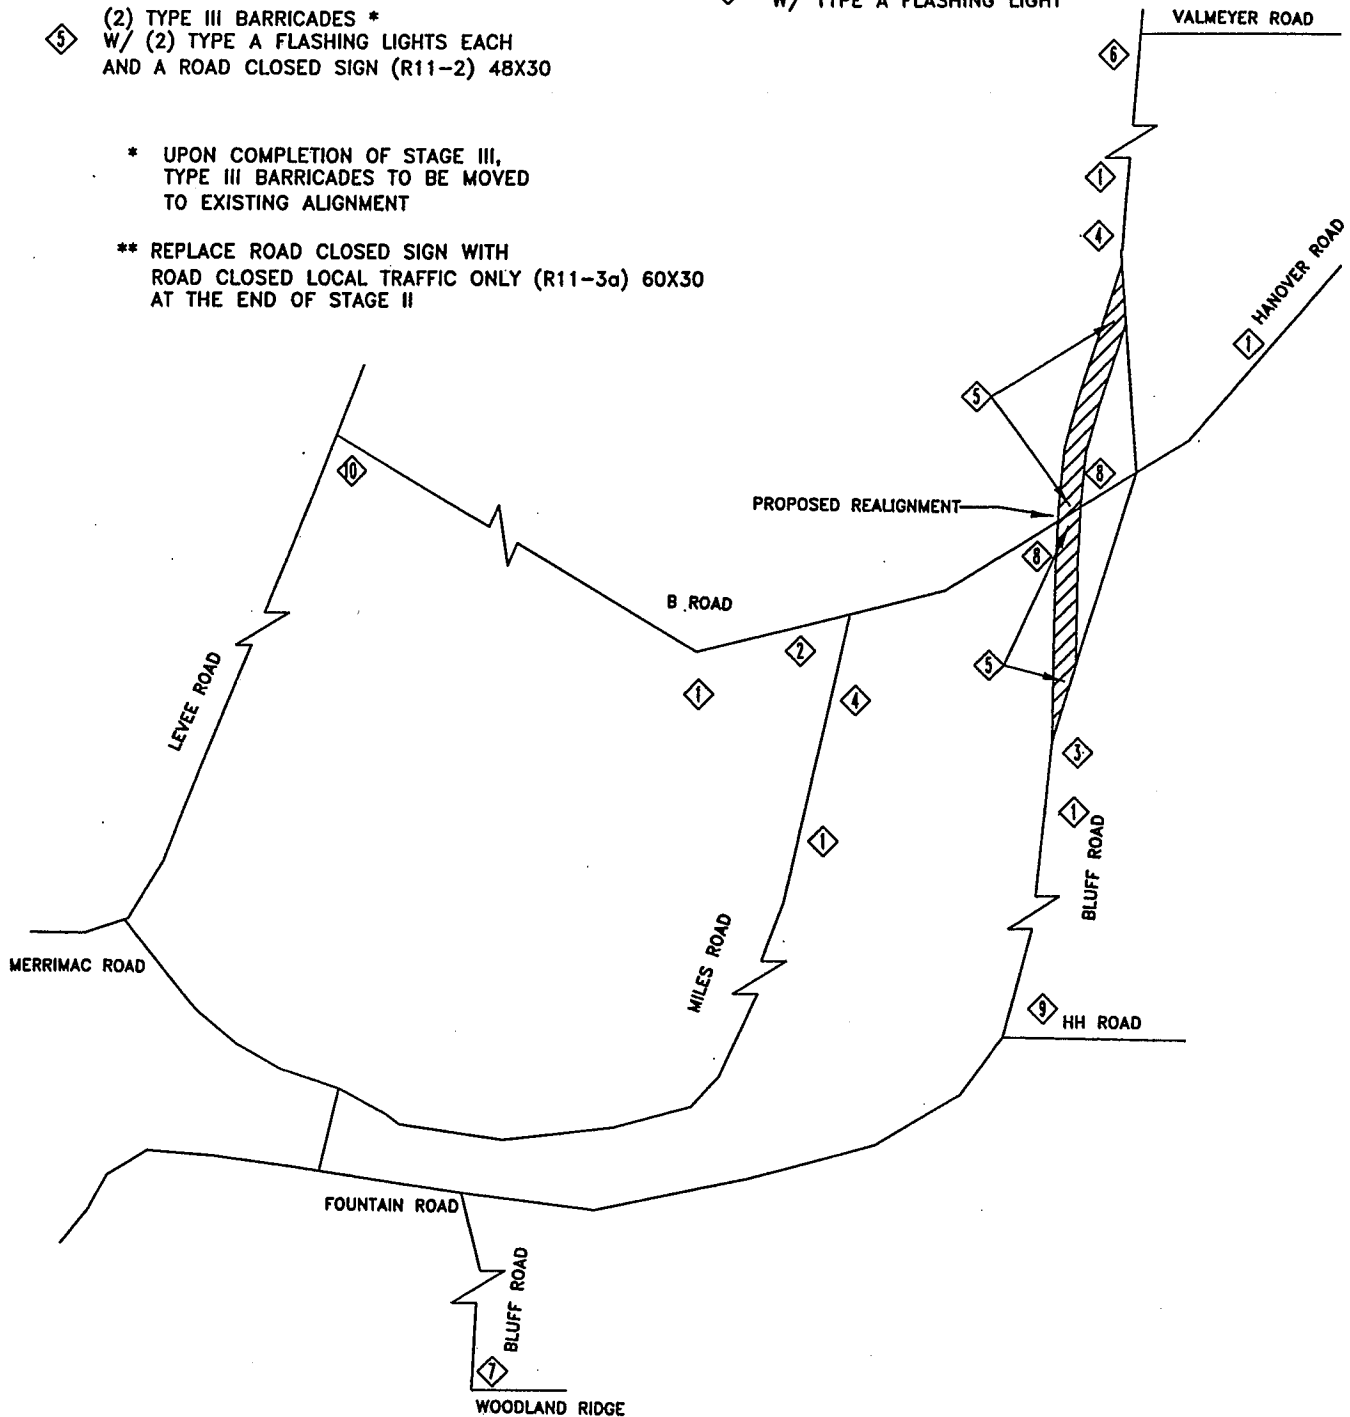 W/ TYPE A FLASHING LIGHT
(2) TYPE III BARRICADES *
5 W/ (2) TYPE A FLASHING LIGHTS EACH
AND A ROAD CLOSED SIGN (R11-2) 48X30
* UPON COMPLETION OF STAGE III,
TYPE III BARRICADES TO BE MOVED
TO EXISTING ALIGNMENT
** REPLACE ROAD CLOSED SIGN WITH
ROAD CLOSED LOCAL TRAFFIC ONLY (R11-3a) 60X30
AT THE END OF STAGE II
VALMEYER ROAD
6
1
4
HANOVER ROAD
1
5
10
8
PROPOSED REALIGNMENT
8
B ROAD
2
5
LEVEE ROAD
1
4
3
1
1
BLUFF ROAD
MILES ROAD
MERRIMAC ROAD
9
HH ROAD
FOUNTAIN ROAD
BLUFF ROAD
7
WOODLAND RIDGE